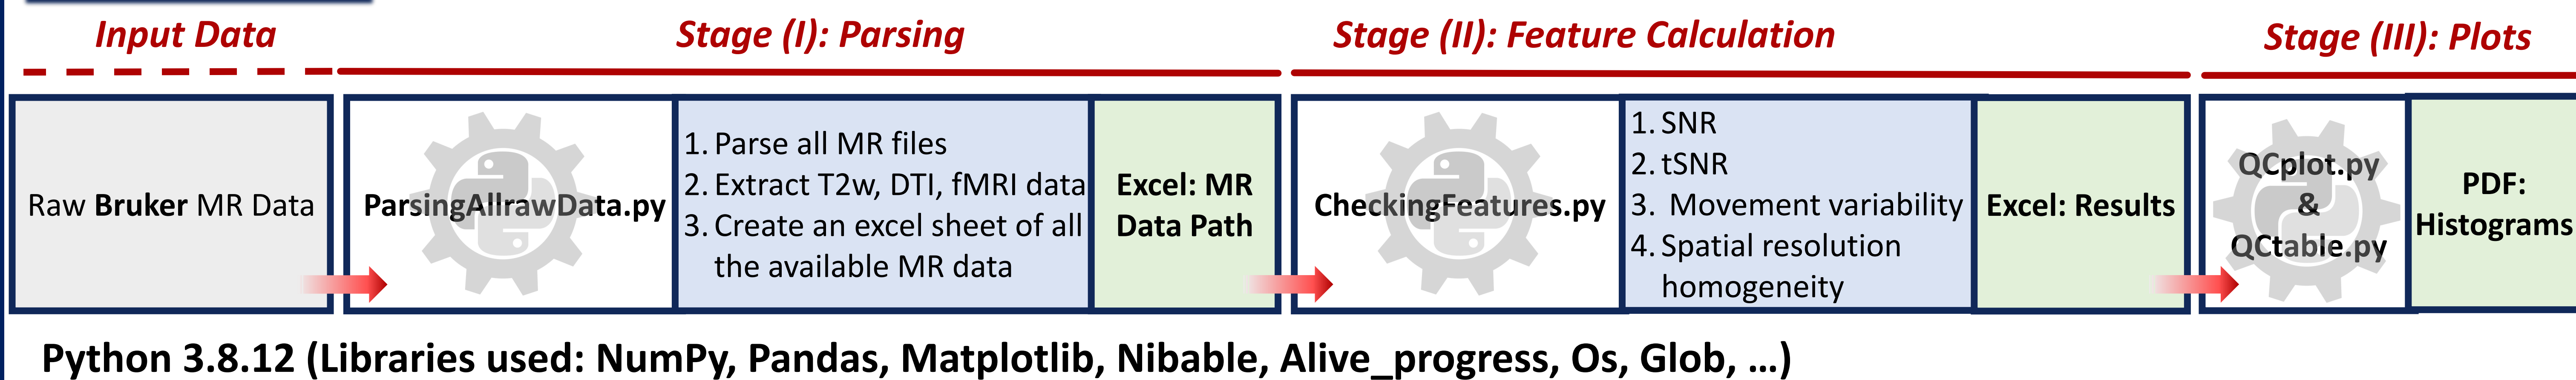 Input Data
Stage (I): Parsing
Stage (II): Feature Calculation
Stage (III): Plots
Raw Bruker MR Data
ParsingAllrawData.py
1. Parse all MR files
2. Extract T2w, DTI, fMRI data
3. Create an excel sheet of all
the available MR data
Excel: MR
Data Path
CheckingFeatures.py
1. SNR
2. tSNR
3. Movement variability
4. Spatial resolution
homogeneity
Excel: Results
QCplot.py
&
QCtable.py
PDF:
Histograms
Python 3.8.12 (Libraries used: NumPy, Pandas, Matplotlib, Nibable, Alive_progress, Os, Glob, ...)